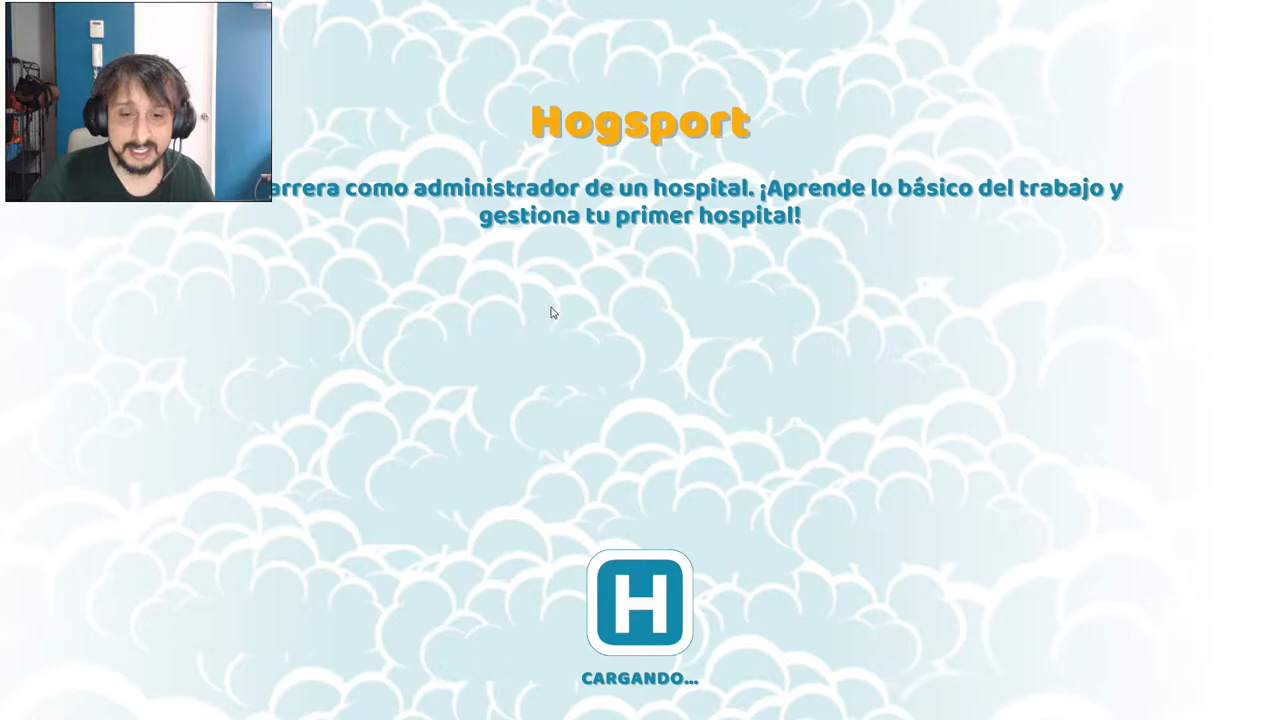 Hogsport
arrera como administrador de un hospital. ¡Aprende lo básico del trabajo y
gestiona tu primer hospital!
H
CARGANDO...